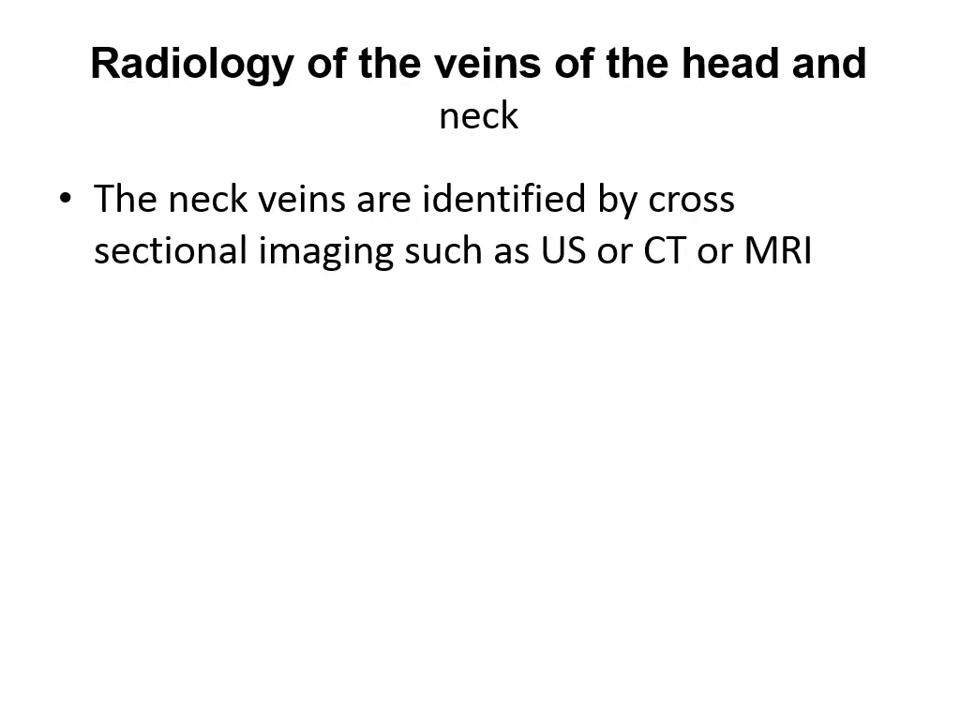 Radiology of the veins of the head and
neck
• The neck veins are identified by cross
sectional imaging such as US or CT or MRI